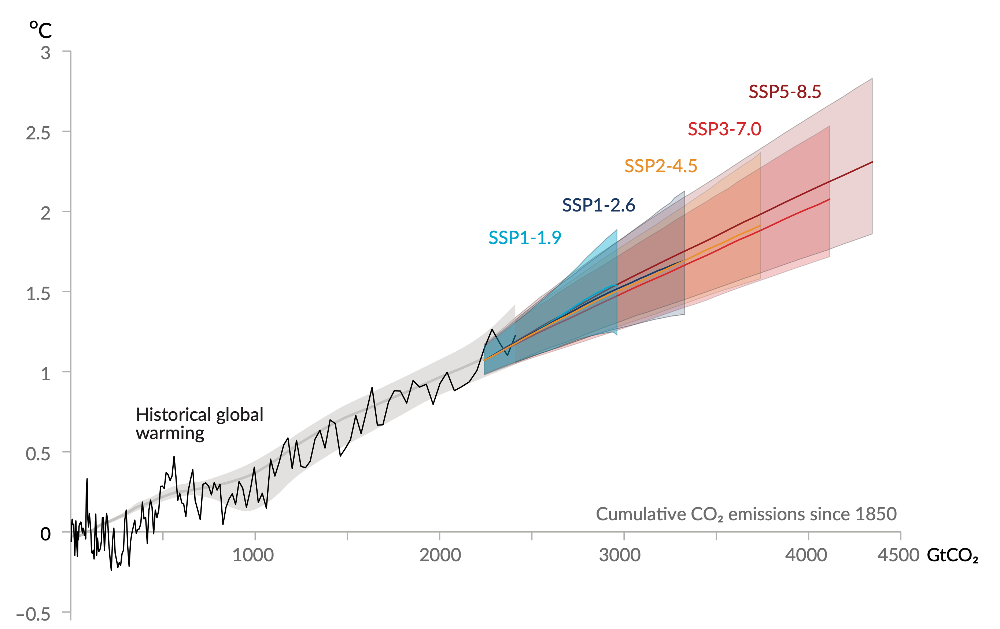 °C
3
SSP5-8.5
SSP3-7.0
2.5
SSP2-4.5
2
SSP1-2.6
SSP1-1.9
1.5
1
Historical global
warming
0.5
Cumulative CO₂ emissions since 1850
0
1000 2000 3000 4000 4500 GtCO₂
−0.5